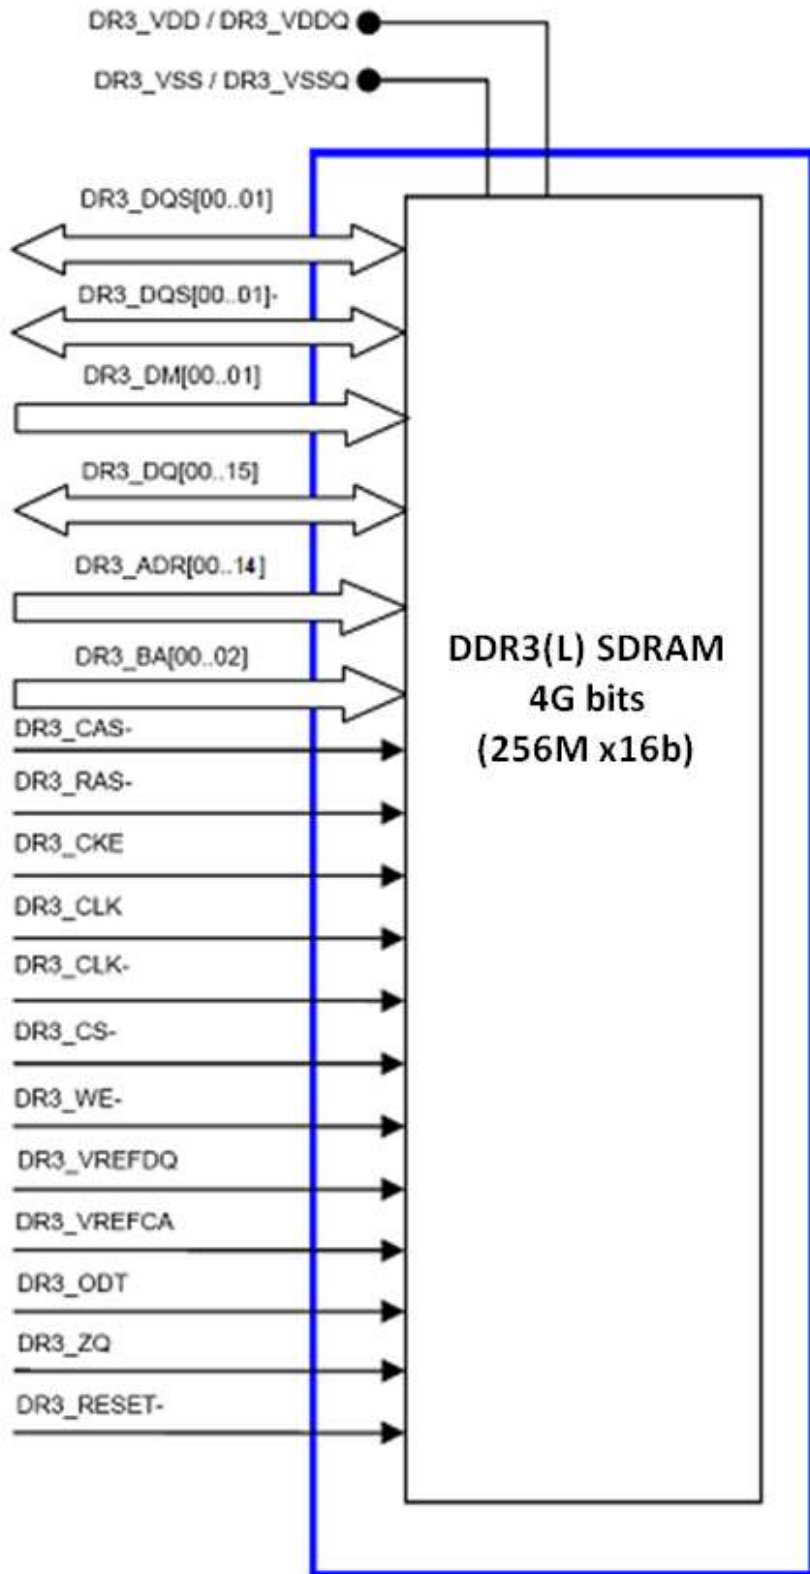 DR3_VDD / DR3_VDDQ
DR3_VSS / DR3_VSSQ
DR3_DQS[00..01]
DR3_DQS[00..01]-
DR3_DM[00..01]
DR3_DQ[00..15]
DR3_ADR[00..14]
DR3_BA[00..02]
DR3_CAS-
DR3_RAS-
DR3_CKE
DR3_CLK
DR3_CLK-
DR3_CS-
DR3_WE-
DR3_VREFDQ
DR3_VREFCA
DR3_ODT
DR3_ZQ
DR3_RESET-
DDR3(L) SDRAM
4G bits
(256M x16b)